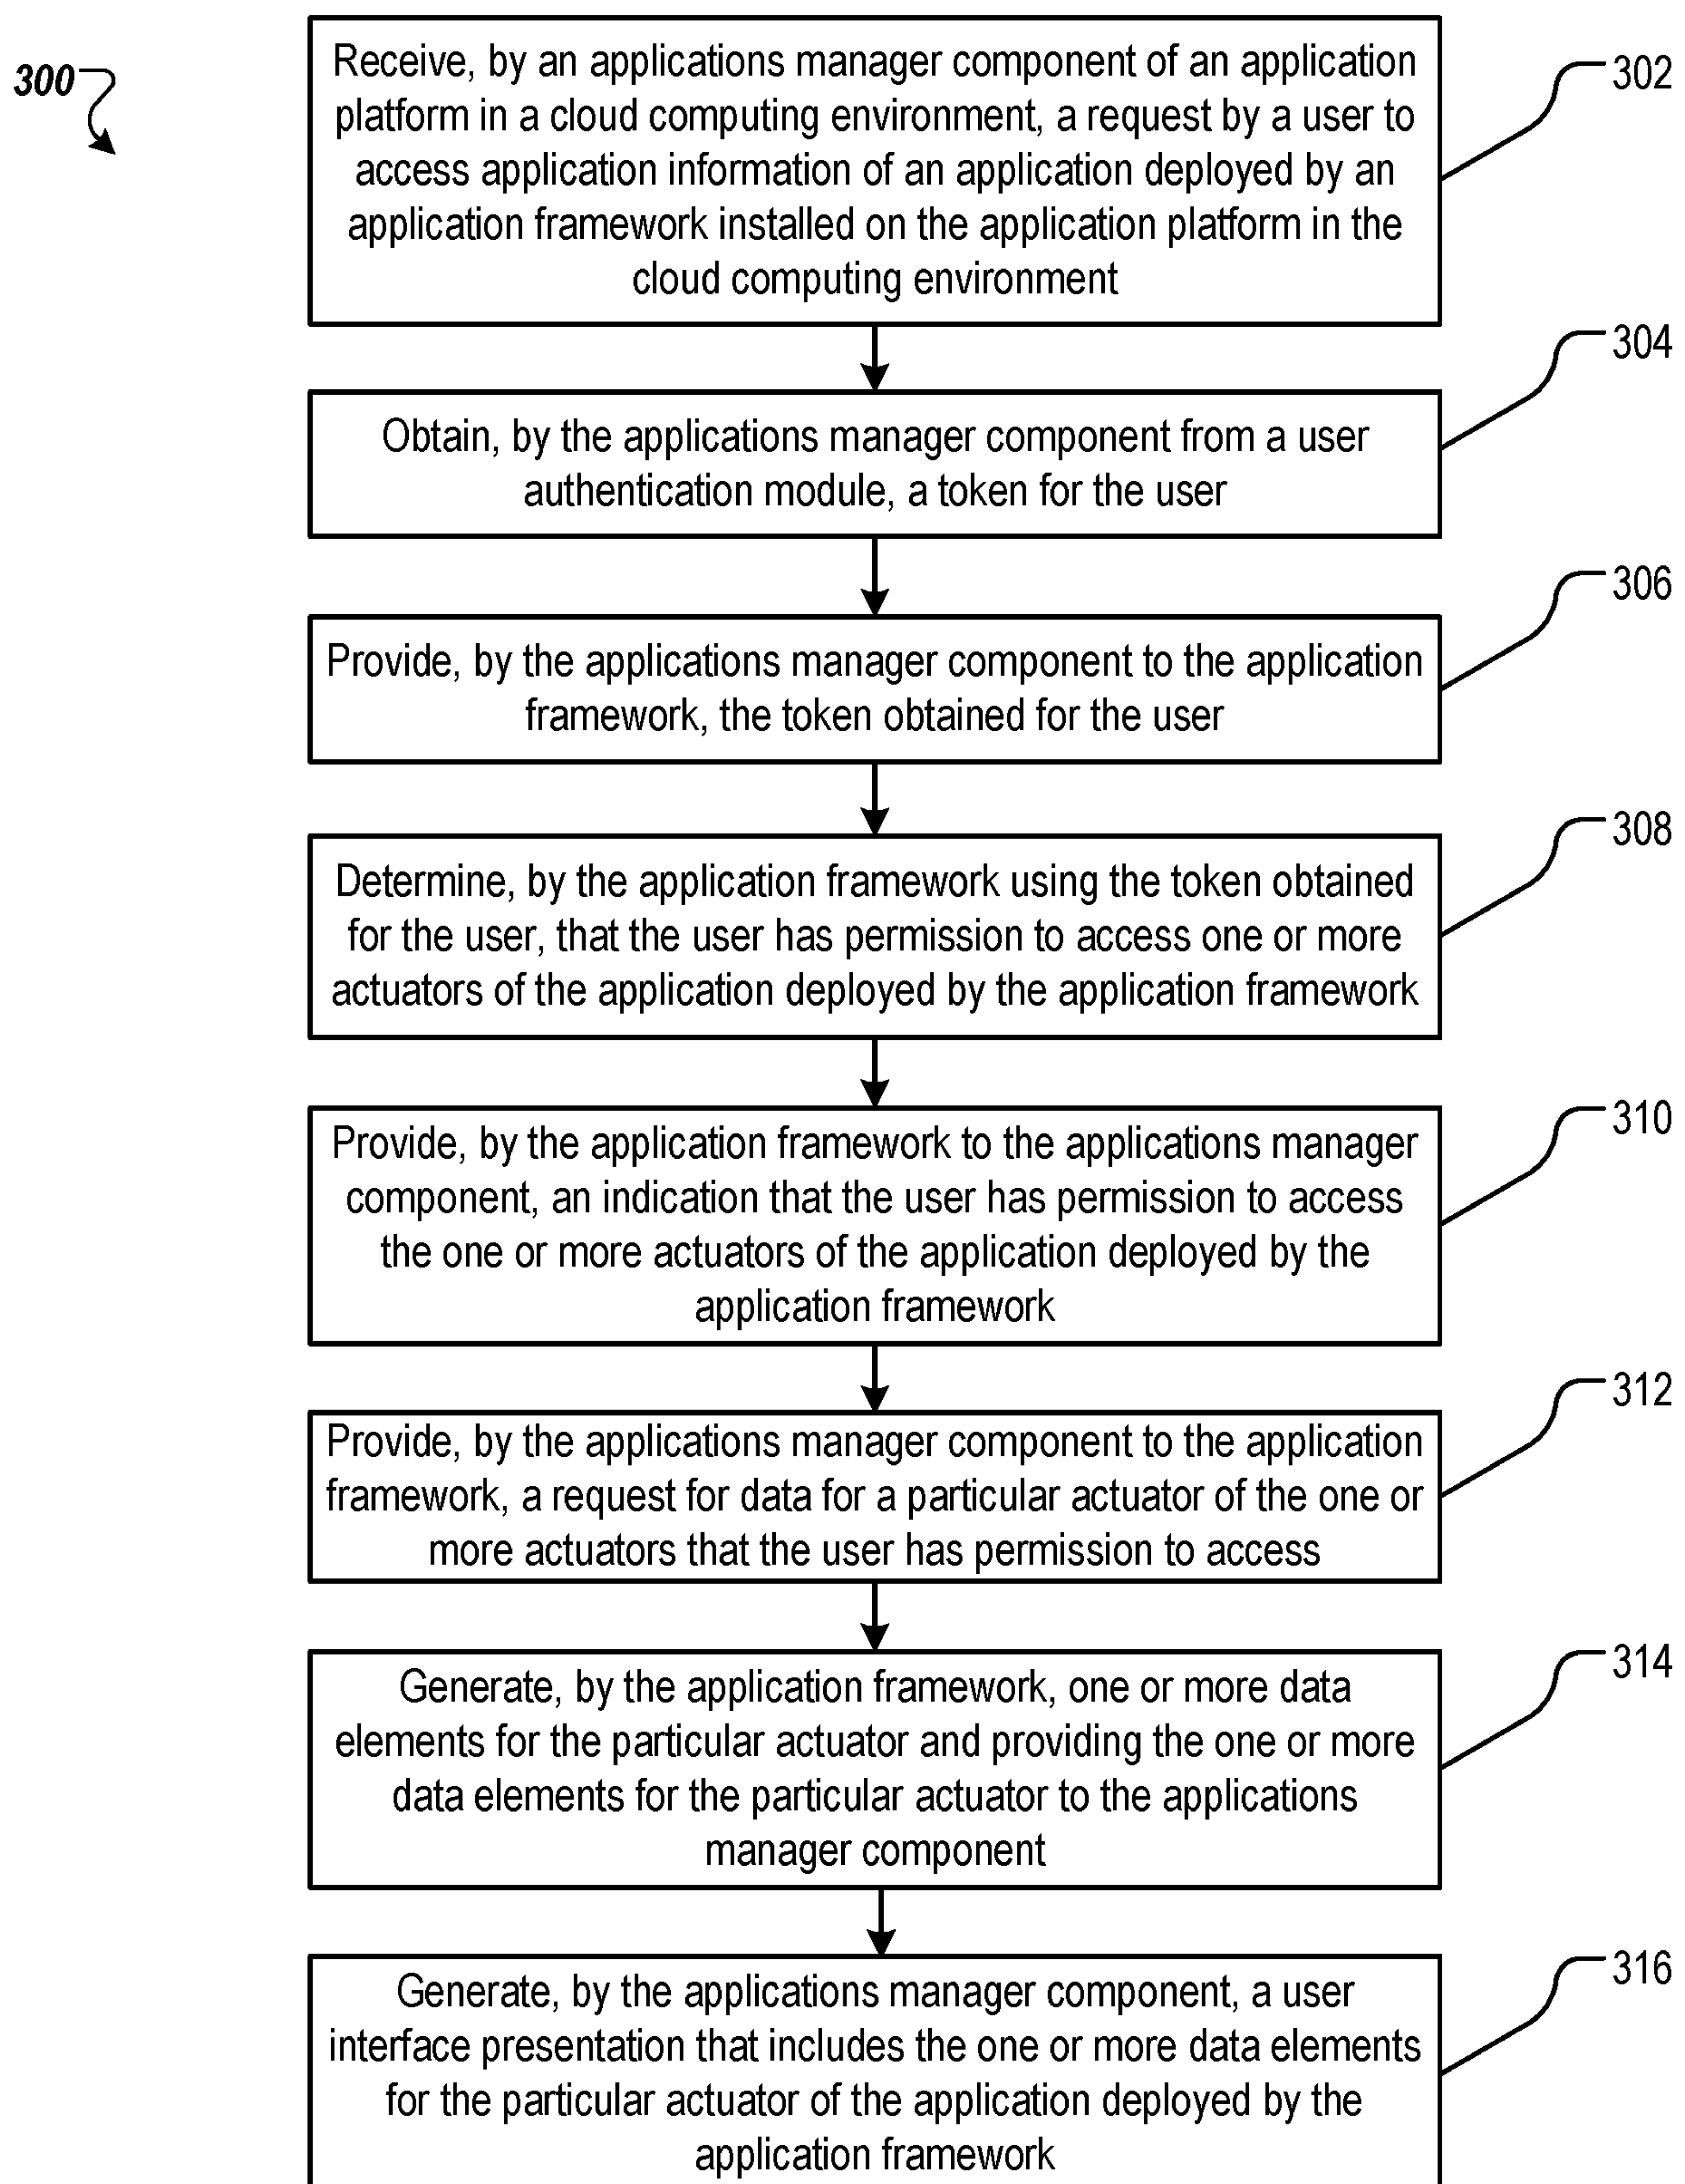 300
Receive, by an applications manager component of an application
platform in a cloud computing environment, a request by a user to
access application information of an application deployed by an
application framework installed on the application platform in the
cloud computing environment
302
Obtain, by the applications manager component from a user
authentication module, a token for the user
304
Provide, by the applications manager component to the application
framework, the token obtained for the user
306
Determine, by the application framework using the token obtained
for the user, that the user has permission to access one or more
actuators of the application deployed by the application framework
308
Provide, by the application framework to the applications manager
component, an indication that the user has permission to access
the one or more actuators of the application deployed by the
application framework
310
Provide, by the applications manager component to the application
framework, a request for data for a particular actuator of the one or
more actuators that the user has permission to access
312
Generate, by the application framework, one or more data
elements for the particular actuator and providing the one or more
data elements for the particular actuator to the applications
manager component
314
Generate, by the applications manager component, a user
interface presentation that includes the one or more data elements
for the particular actuator of the application deployed by the
application framework
316